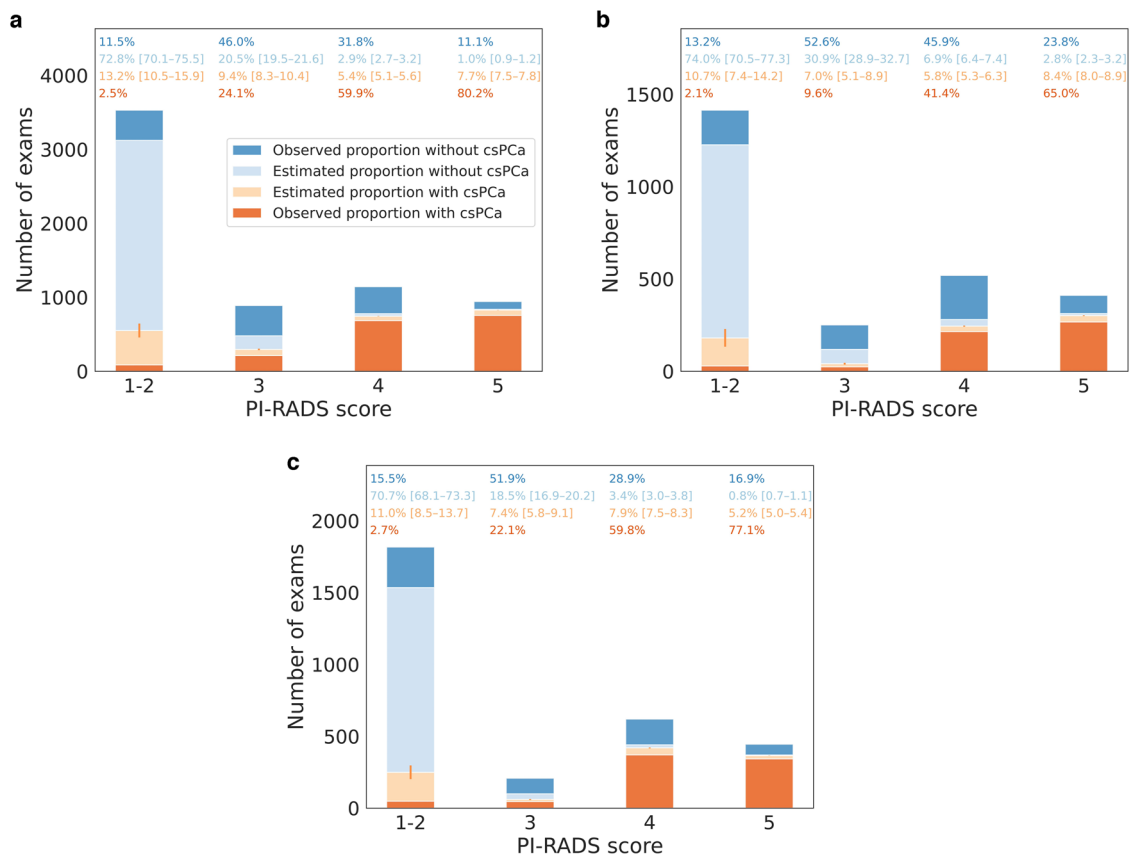 a
11.5% 46.0% 31.8% 11.1%
72.8% [70.1–75.5] 20.5% [19.5–21.6] 2.9% [2.7–3.2] 1.0% [0.9–1.2]
13.2% [10.5–15.9] 9.4% [8.3–10.4] 5.4% [5.1–5.6] 7.7% [7.5–7.8]
2.5% 24.1% 59.9% 80.2%
Number of exams
4000
3000
2000
1000
0
Observed proportion without csPCa
Estimated proportion without csPCa
Estimated proportion with csPCa
Observed proportion with csPCa
1-2 3 4 5
PI-RADS score
b
13.2% 52.6% 45.9% 23.8%
74.0% [70.5–77.3] 30.9% [28.9–32.7] 6.9% [6.4–7.4] 2.8% [2.3–3.2]
10.7% [7.4–14.2] 7.0% [5.1–8.9] 5.8% [5.3–6.3] 8.4% [8.0–8.9]
2.1% 9.6% 41.4% 65.0%
Number of exams
1500
1000
500
0
1-2 3 4 5
PI-RADS score
c
15.5% 51.9% 28.9% 16.9%
70.7% [68.1–73.3] 18.5% [16.9–20.2] 3.4% [3.0–3.8] 0.8% [0.7–1.1]
11.0% [8.5–13.7] 7.4% [5.8–9.1] 7.9% [7.5–8.3] 5.2% [5.0–5.4]
2.7% 22.1% 59.8% 77.1%
Number of exams
2000
1500
1000
500
0
1-2 3 4 5
PI-RADS score